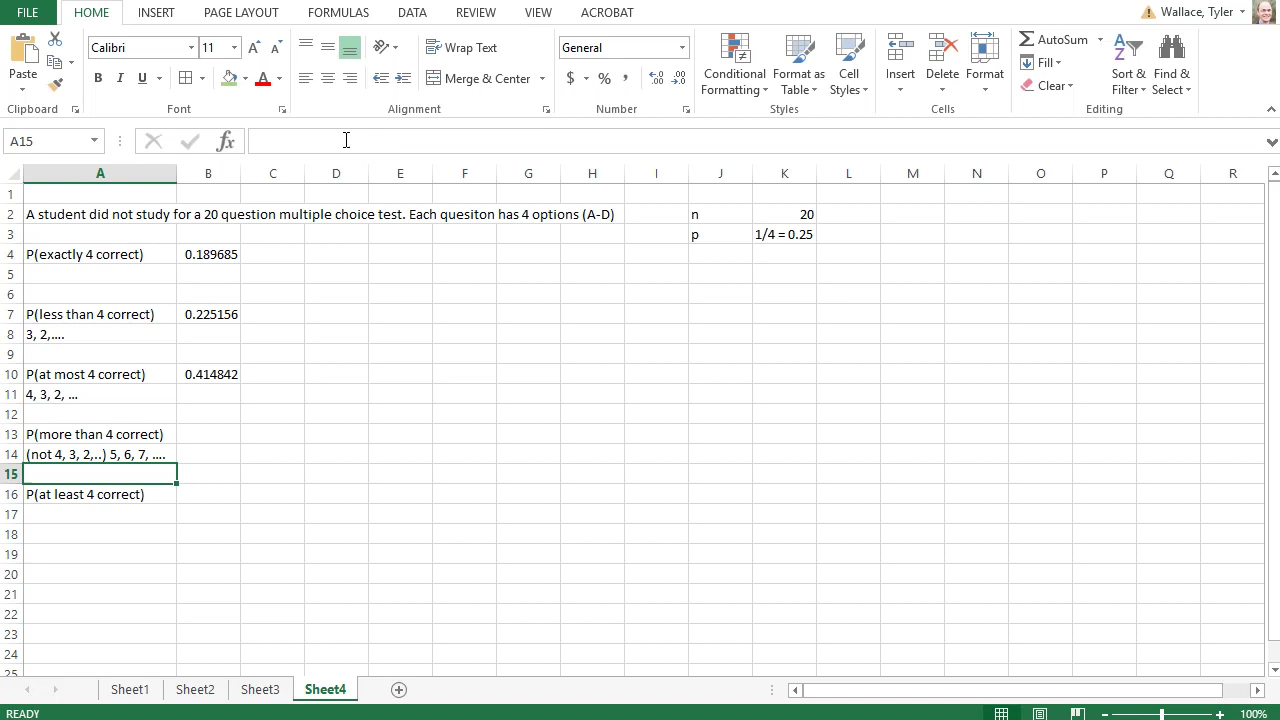 FILE HOME INSERT PAGE LAYOUT FORMULAS DATA REVIEW VIEW ACROBAT Wallace, Tyler
Calibri 11 A A Wrap Text General AutoSum
Paste B I U A Merge & Center $ % , Conditional Formatting Format as Table Cell Styles Insert Delete Format Fill Clear Sort & Filter Find & Select
Clipboard Font Alignment Number Styles Cells Editing
A15 fx
A B C D E F G H I J K L M N O P Q R
1
2 A student did not study for a 20 question multiple choice test. Each quesiton has 4 options (A-D) n 20
3 p 1/4 = 0.25
4 P(exactly 4 correct) 0.189685
5
6
7 P(less than 4 correct) 0.225156
8 3, 2,....
9
10 P(at most 4 correct) 0.414842
11 4, 3, 2, ...
12
13 P(more than 4 correct)
14 (not 4, 3, 2,..) 5, 6, 7, ....
15
16 P(at least 4 correct)
17
18
19
20
21
22
23
24
25
Sheet1 Sheet2 Sheet3 Sheet4
READY 100%